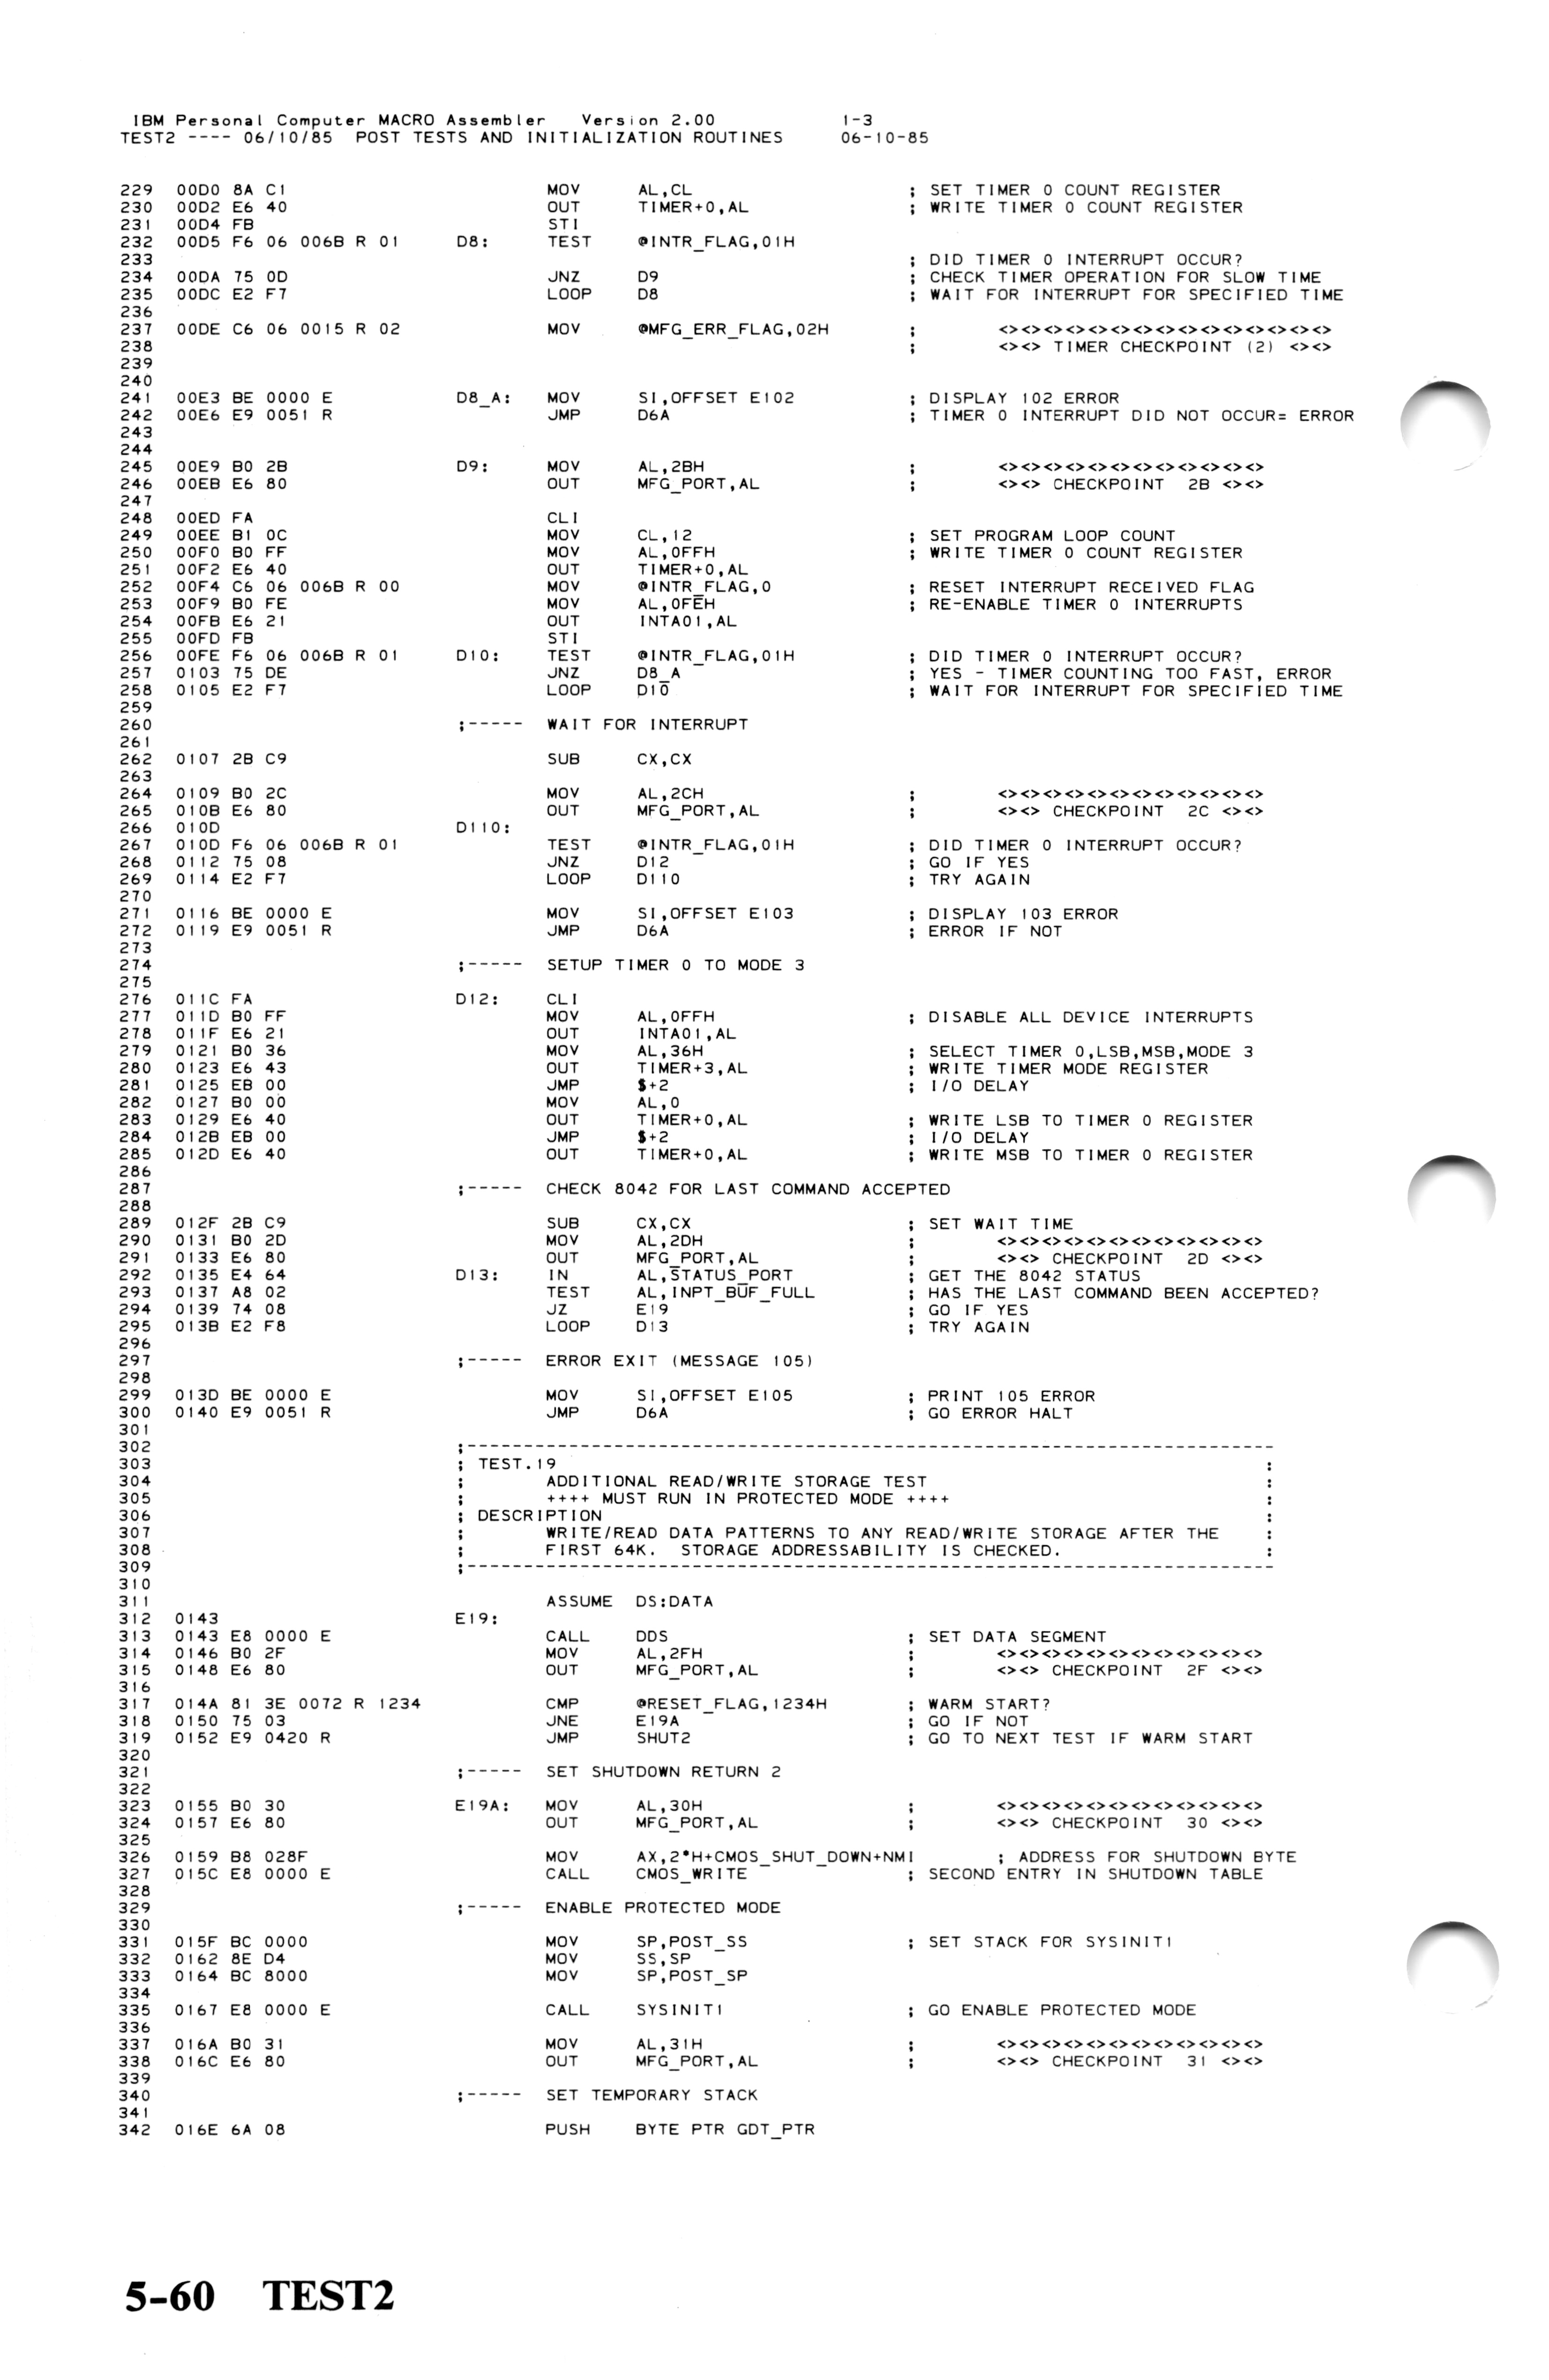 IBM Personal Computer MACRO Assembler   Version 2.00             1-3
TEST2 ---- 06/10/85  POST TESTS AND INITIALIZATION ROUTINES      06-10-85
229  00D0 8A C1                        MOV     AL,CL                   ; SET TIMER 0 COUNT REGISTER
230  00D2 E6 40                        OUT     TIMER+0,AL              ; WRITE TIMER 0 COUNT REGISTER
231  00D4 FB                           STI
232  00D5 F6 06 006B R 01      D8:     TEST    @INTR_FLAG,01H
233                                                                    ; DID TIMER 0 INTERRUPT OCCUR?
234  00DA 75 0D                        JNZ     D9                      ; CHECK TIMER OPERATION FOR SLOW TIME
235  00DC E2 F7                        LOOP    D8                      ; WAIT FOR INTERRUPT FOR SPECIFIED TIME
236
237  00DE C6 06 0015 R 02              MOV     @MFG_ERR_FLAG,02H       ;       <><><><><><><><><><><><><><><>
238                                                                    ;       <><> TIMER CHECKPOINT (2) <><>
239
240
241  00E3 BE 0000 E            D8_A:   MOV     SI,OFFSET E102          ; DISPLAY 102 ERROR
242  00E6 E9 0051 R                    JMP     D6A                     ; TIMER 0 INTERRUPT DID NOT OCCUR= ERROR
243
244
245  00E9 B0 2B                D9:     MOV     AL,2BH                  ;       <><><><><><><><><><><><>
246  00EB E6 80                        OUT     MFG_PORT,AL             ;       <><> CHECKPOINT  2B <><>
247
248  00ED FA                           CLI
249  00EE B1 0C                        MOV     CL,12                   ; SET PROGRAM LOOP COUNT
250  00F0 B0 FF                        MOV     AL,0FFH                 ; WRITE TIMER 0 COUNT REGISTER
251  00F2 E6 40                        OUT     TIMER+0,AL
252  00F4 C6 06 006B R 00              MOV     @INTR_FLAG,0            ; RESET INTERRUPT RECEIVED FLAG
253  00F9 B0 FE                        MOV     AL,0FEH                 ; RE-ENABLE TIMER 0 INTERRUPTS
254  00FB E6 21                        OUT     INTA01,AL
255  00FD FB                           STI
256  00FE F6 06 006B R 01      D10:    TEST    @INTR_FLAG,01H          ; DID TIMER 0 INTERRUPT OCCUR?
257  0103 75 DE                        JNZ     D8_A                    ; YES - TIMER COUNTING TOO FAST, ERROR
258  0105 E2 F7                        LOOP    D10                     ; WAIT FOR INTERRUPT FOR SPECIFIED TIME
259
260                            ;-----  WAIT FOR INTERRUPT
261
262  0107 2B C9                        SUB     CX,CX
263
264  0109 B0 2C                        MOV     AL,2CH                  ;       <><><><><><><><><><><><>
265  010B E6 80                        OUT     MFG_PORT,AL             ;       <><> CHECKPOINT  2C <><>
266  010D                      D110:
267  010D F6 06 006B R 01              TEST    @INTR_FLAG,01H          ; DID TIMER 0 INTERRUPT OCCUR?
268  0112 75 08                        JNZ     D12                     ; GO IF YES
269  0114 E2 F7                        LOOP    D110                    ; TRY AGAIN
270
271  0116 BE 0000 E                    MOV     SI,OFFSET E103          ; DISPLAY 103 ERROR
272  0119 E9 0051 R                    JMP     D6A                     ; ERROR IF NOT
273
274                            ;-----  SETUP TIMER 0 TO MODE 3
275
276  011C FA                   D12:    CLI
277  011D B0 FF                        MOV     AL,0FFH                 ; DISABLE ALL DEVICE INTERRUPTS
278  011F E6 21                        OUT     INTA01,AL
279  0121 B0 36                        MOV     AL,36H                  ; SELECT TIMER 0,LSB,MSB,MODE 3
280  0123 E6 43                        OUT     TIMER+3,AL              ; WRITE TIMER MODE REGISTER
281  0125 EB 00                        JMP     $+2                     ; I/O DELAY
282  0127 B0 00                        MOV     AL,0
283  0129 E6 40                        OUT     TIMER+0,AL              ; WRITE LSB TO TIMER 0 REGISTER
284  012B EB 00                        JMP     $+2                     ; I/O DELAY
285  012D E6 40                        OUT     TIMER+0,AL              ; WRITE MSB TO TIMER 0 REGISTER
286
287                            ;-----  CHECK 8042 FOR LAST COMMAND ACCEPTED
288
289  012F 2B C9                        SUB     CX,CX                   ; SET WAIT TIME
290  0131 B0 2D                        MOV     AL,2DH                  ;       <><><><><><><><><><><><>
291  0133 E6 80                        OUT     MFG_PORT,AL             ;       <><> CHECKPOINT  2D <><>
292  0135 E4 64                D13:    IN      AL,STATUS_PORT          ; GET THE 8042 STATUS
293  0137 A8 02                        TEST    AL,INPT_BUF_FULL        ; HAS THE LAST COMMAND BEEN ACCEPTED?
294  0139 74 08                        JZ      E19                     ; GO IF YES
295  013B E2 F8                        LOOP    D13                     ; TRY AGAIN
296
297                            ;-----  ERROR EXIT (MESSAGE 105)
298
299  013D BE 0000 E                    MOV     SI,OFFSET E105          ; PRINT 105 ERROR
300  0140 E9 0051 R                    JMP     D6A                     ; GO ERROR HALT
301
302                            ;------------------------------------------------------------------------
303                            ; TEST.19                                                               :
304                            ;       ADDITIONAL READ/WRITE STORAGE TEST                              :
305                            ;       ++++ MUST RUN IN PROTECTED MODE ++++                            :
306                            ; DESCRIPTION                                                           :
307                            ;       WRITE/READ DATA PATTERNS TO ANY READ/WRITE STORAGE AFTER THE    :
308                            ;       FIRST 64K.  STORAGE ADDRESSABILITY IS CHECKED.                  :
309                            ;------------------------------------------------------------------------
310
311                                    ASSUME  DS:DATA
312  0143                      E19:
313  0143 E8 0000 E                    CALL    DDS                     ; SET DATA SEGMENT
314  0146 B0 2F                        MOV     AL,2FH                  ;       <><><><><><><><><><><><>
315  0148 E6 80                        OUT     MFG_PORT,AL             ;       <><> CHECKPOINT  2F <><>
316
317  014A 81 3E 0072 R 1234            CMP     @RESET_FLAG,1234H       ; WARM START?
318  0150 75 03                        JNE     E19A                    ; GO IF NOT
319  0152 E9 0420 R                    JMP     SHUT2                   ; GO TO NEXT TEST IF WARM START
320
321                            ;-----  SET SHUTDOWN RETURN 2
322
323  0155 B0 30                E19A:   MOV     AL,30H                  ;       <><><><><><><><><><><><>
324  0157 E6 80                        OUT     MFG_PORT,AL             ;       <><> CHECKPOINT  30 <><>
325
326  0159 B8 028F                      MOV     AX,2*H+CMOS_SHUT_DOWN+NMI       ; ADDRESS FOR SHUTDOWN BYTE
327  015C E8 0000 E                    CALL    CMOS_WRITE              ; SECOND ENTRY IN SHUTDOWN TABLE
328
329                            ;-----  ENABLE PROTECTED MODE
330
331  015F BC 0000                      MOV     SP,POST_SS              ; SET STACK FOR SYSINIT1
332  0162 8E D4                        MOV     SS,SP
333  0164 BC 8000                      MOV     SP,POST_SP
334
335  0167 E8 0000 E                    CALL    SYSINIT1                ; GO ENABLE PROTECTED MODE
336
337  016A B0 31                        MOV     AL,31H                  ;       <><><><><><><><><><><><>
338  016C E6 80                        OUT     MFG_PORT,AL             ;       <><> CHECKPOINT  31 <><>
339
340                            ;-----  SET TEMPORARY STACK
341
342  016E 6A 08                        PUSH    BYTE PTR GDT_PTR
5-60   TEST2